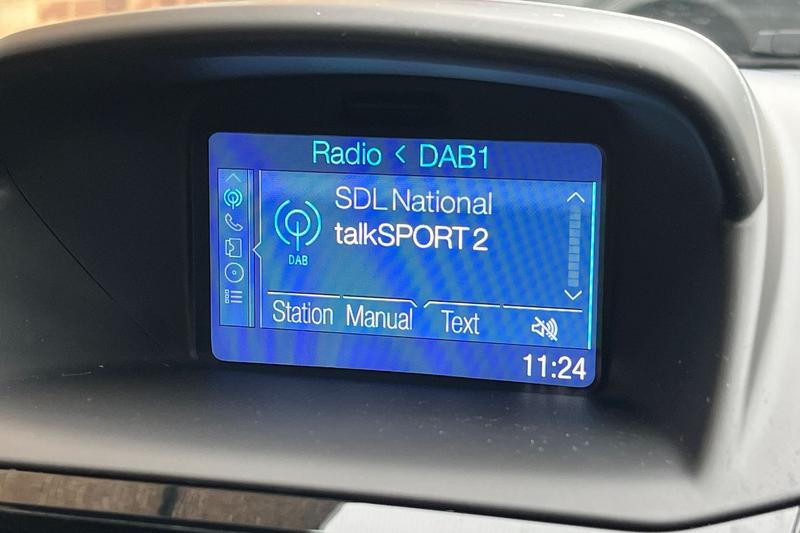 Radio < DAB1
SDL National
talkSPORT 2
DAB
Station Manual Text
11:24